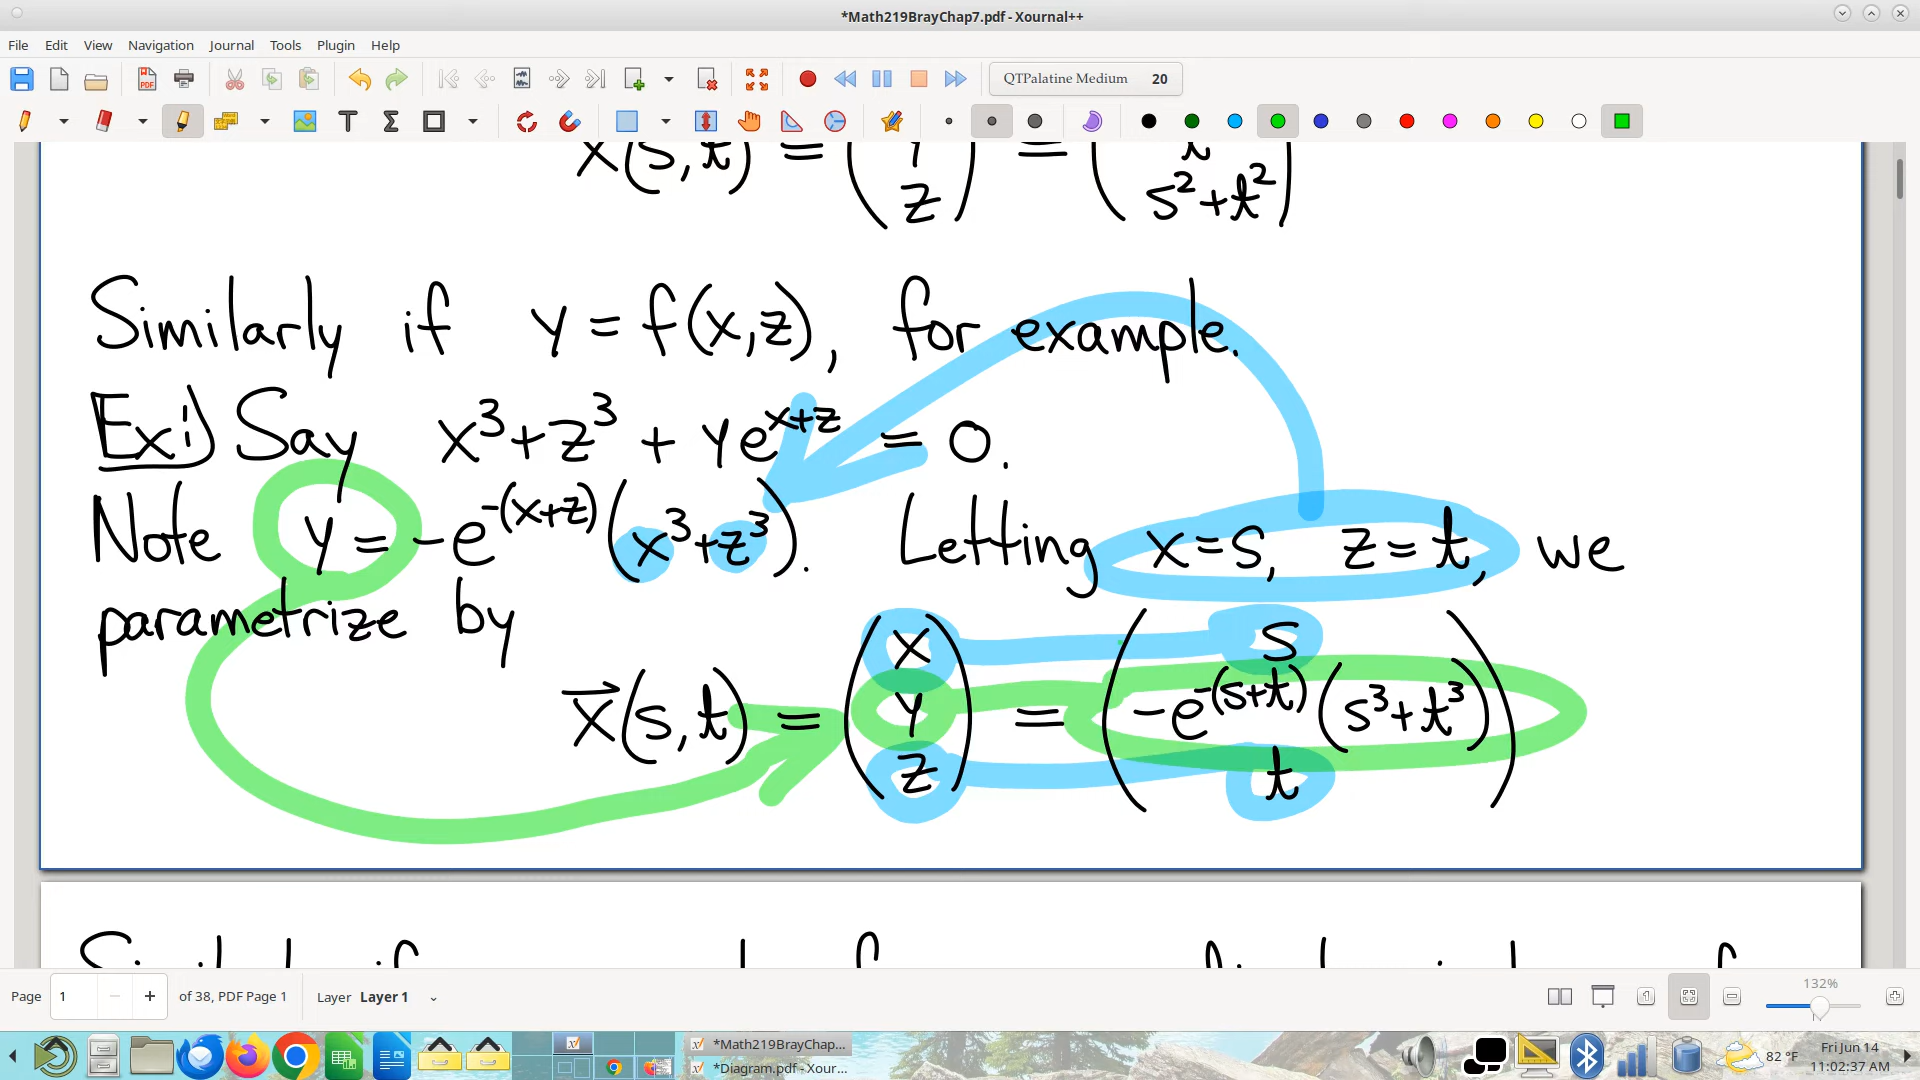 *Math219BrayChap7.pdf - Xournal++
File Edit View Navigation Journal Tools Plugin Help
QTPalatine Medium 20
x(s,t) = ( y z ) = ( t s²+t² )
Similarly if y = f(x,z), for example.
Ex:) Say x³+z³ + ye^(x+z) = 0.
Note y = -e^-(x+z) (x³+z³). Letting x=s, z=t, we
parametrize by
x⃗(s,t) = ( x y z ) = ( s -e^-(s+t) (s³+t³) t )
Page 1 of 38, PDF Page 1 Layer Layer 1 132%
*Math219BrayChap...
*Diagram.pdf - Xour...
82 °F
Fri Jun 14
11:02:37 AM